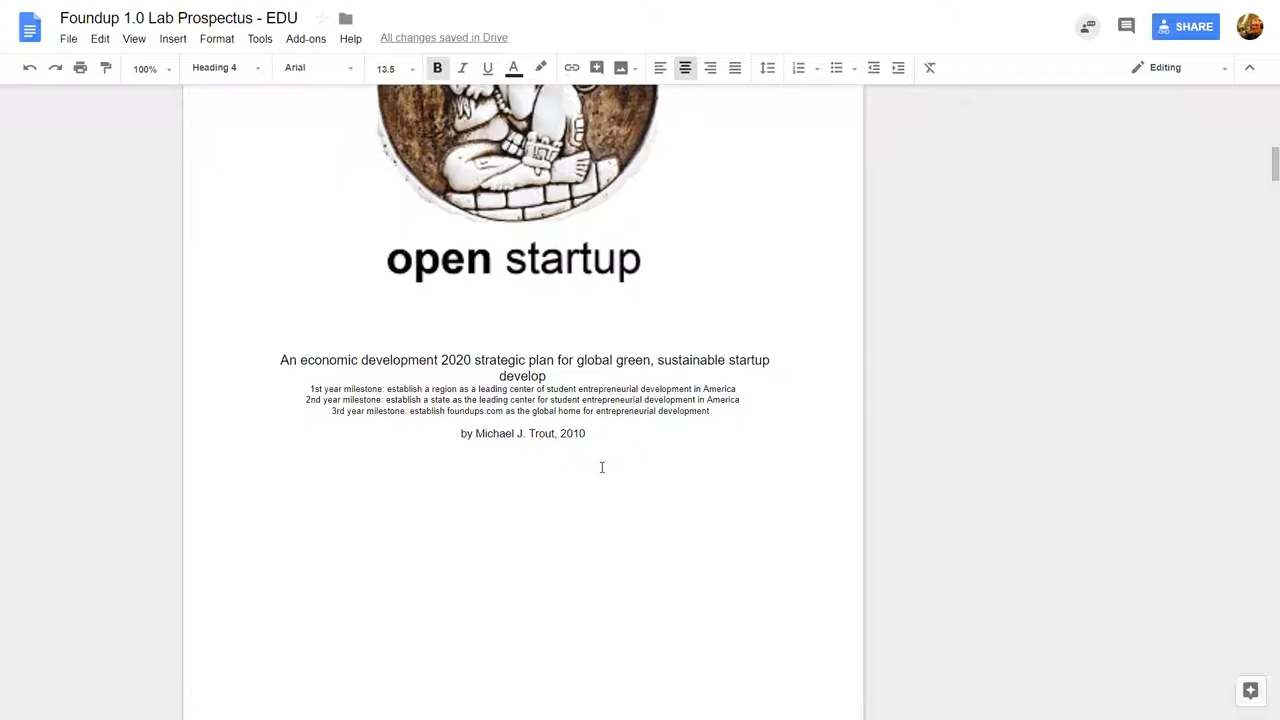 Foundup 1.0 Lab Prospectus - EDU
File Edit View Insert Format Tools Add-ons Help All changes saved in Drive
SHARE
100% Heading 4 Arial 13.5 B I U A Editing
open startup
An economic development 2020 strategic plan for global green, sustainable startup
develop
1st year milestone: establish a region as a leading center of student entrepreneurial development in America
2nd year milestone: establish a state as the leading center for student entrepreneurial development in America
3rd year milestone: establish foundups.com as the global home for entrepreneurial development
by Michael J. Trout, 2010